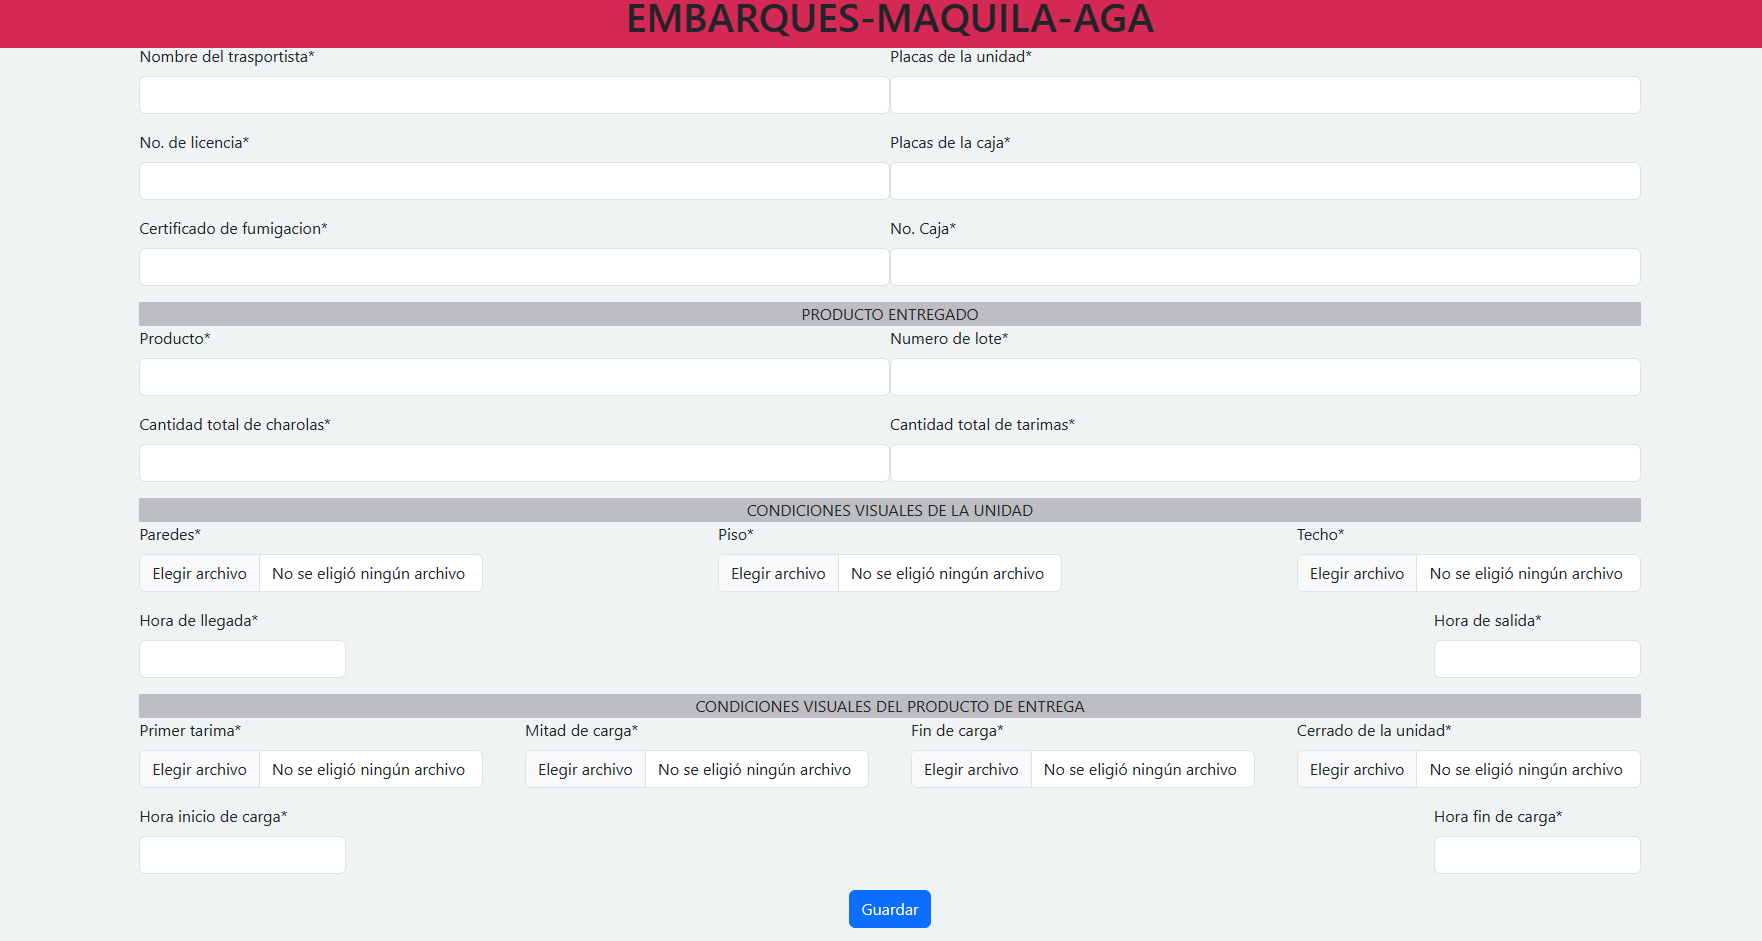 EMBARQUES-MAQUILA-AGA
Nombre del trasportista* Placas de la unidad*
No. de licencia* Placas de la caja*
Certificado de fumigacion* No. Caja*
PRODUCTO ENTREGADO
Producto* Numero de lote*
Cantidad total de charolas* Cantidad total de tarimas*
CONDICIONES VISUALES DE LA UNIDAD
Paredes* Piso* Techo*
Elegir archivo No se eligió ningún archivo Elegir archivo No se eligió ningún archivo Elegir archivo No se eligió ningún archivo
Hora de llegada* Hora de salida*
CONDICIONES VISUALES DEL PRODUCTO DE ENTREGA
Primer tarima* Mitad de carga* Fin de carga* Cerrado de la unidad*
Elegir archivo No se eligió ningún archivo Elegir archivo No se eligió ningún archivo Elegir archivo No se eligió ningún archivo Elegir archivo No se eligió ningún archivo
Hora inicio de carga* Hora fin de carga*
Guardar